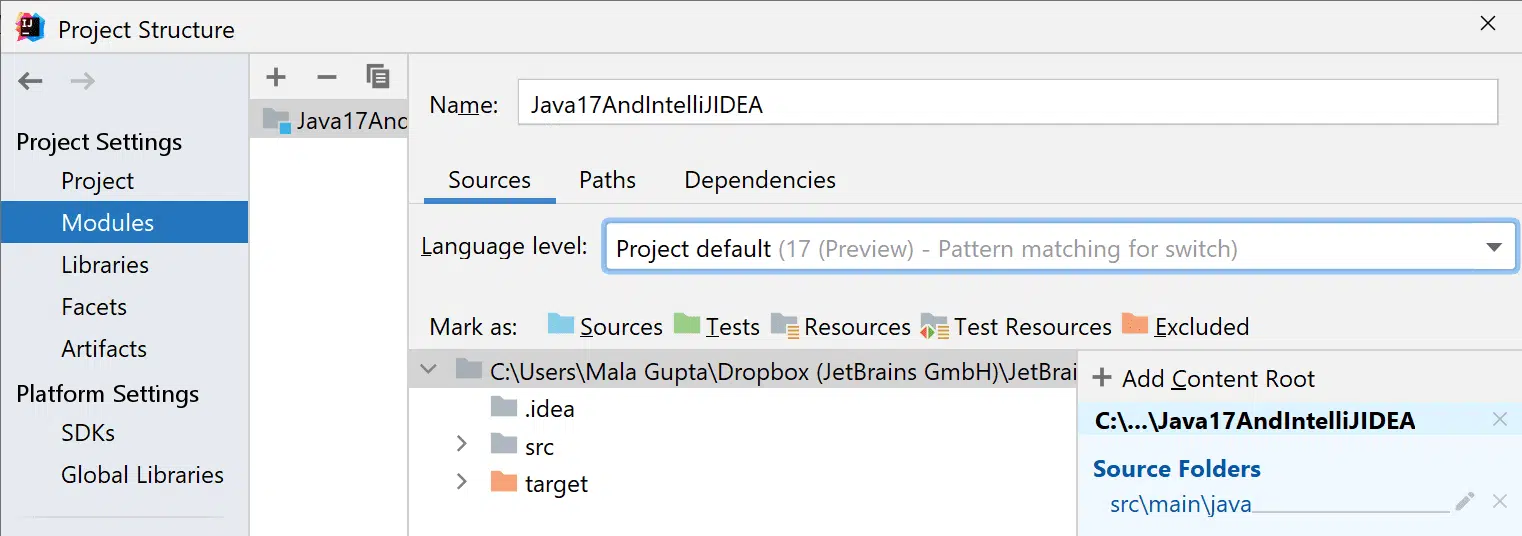 Project Structure
Project Settings
Project
Modules
Libraries
Facets
Artifacts
Platform Settings
SDKs
Global Libraries
Java17And
Name: Java17AndIntelliJIDEA
Sources Paths Dependencies
Language level: Project default (17 (Preview) - Pattern matching for switch)
Mark as: Sources Tests Resources Test Resources Excluded
C:\Users\Mala Gupta\Dropbox (JetBrains GmbH)\JetBrai
.idea
src
target
+ Add Content Root
C:\...\Java17AndIntelliJIDEA
Source Folders
src\main\java